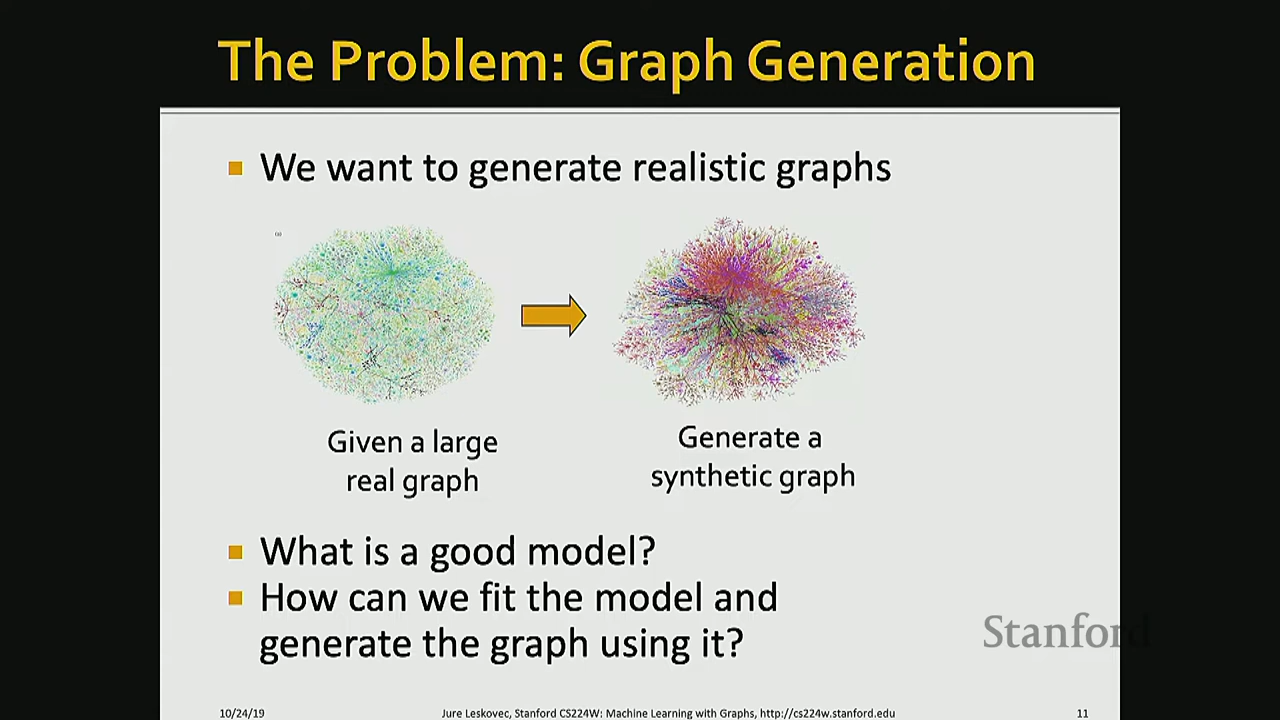 The Problem: Graph Generation
We want to generate realistic graphs
Given a large
real graph
Generate a
synthetic graph
What is a good model?
How can we fit the model and
generate the graph using it?
Stanford
10/24/19
Jure Leskovec, Stanford CS224W: Machine Learning with Graphs, http://cs224w.stanford.edu
11